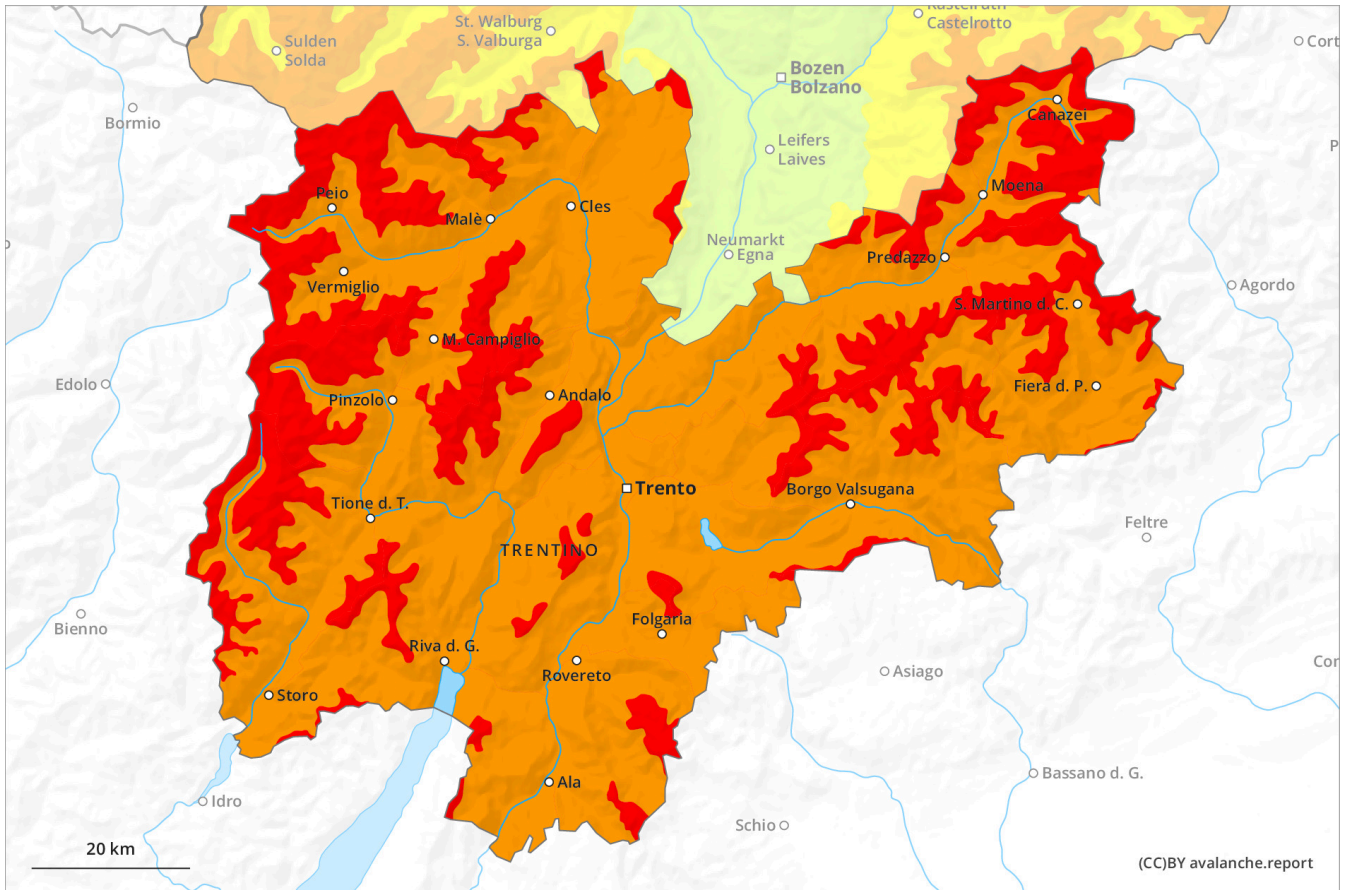 St. Walburg
S. Valburga
Kastelruth
Castelrotto
Sulden
Solda
Cort
Bozen
Bolzano
Bormio
Canazei
Leifers
Laives
P
Peio
Moena
Malè
Cles
Neumarkt
Egna
Predazzo
Vermiglio
Agordo
S. Martino d. C.
M. Campiglio
Edolo
Fiera d. P.
Pinzolo
Andalo
Trento
Borgo Valsugana
Tione d. T.
Feltre
TRENTINO
Bienno
Folgaria
Riva d. G.
Cor
Asiago
Rovereto
Storo
Bassano d. G.
Ala
Idro
Schio
20 km
(CC)BY avalanche.report